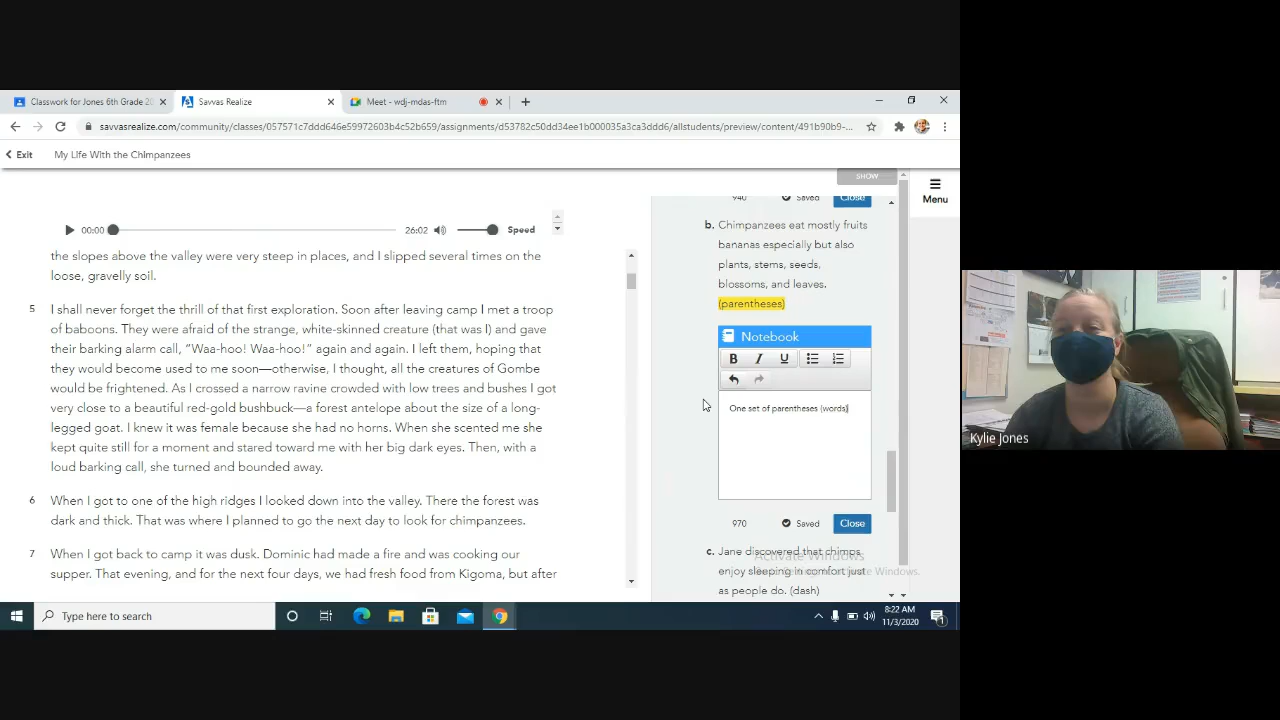 Classwork for Jones 6th Grade 20
Savvas Realize
Meet - wdj-mdas-ftm
savvasrealize.com/community/classes/057571c7ddd646e59972603b4c52b659/assignments/d53782c50dd34ee1b000035a3ca3ddd6/allstudents/preview/content/491b90b9-...
Exit
My Life With the Chimpanzees
SHOW
Menu
00:00
26:02
Speed
the slopes above the valley were very steep in places, and I slipped several times on the
loose, gravelly soil.
5 I shall never forget the thrill of that first exploration. Soon after leaving camp I met a troop
of baboons. They were afraid of the strange, white-skinned creature (that was I) and gave
their barking alarm call, “Waa-hoo! Waa-hoo!” again and again. I left them, hoping that
they would become used to me soon—otherwise, I thought, all the creatures of Gombe
would be frightened. As I crossed a narrow ravine crowded with low trees and bushes I got
very close to a beautiful red-gold bushbuck—a forest antelope about the size of a long-
legged goat. I knew it was female because she had no horns. When she scented me she
kept quite still for a moment and stared toward me with her big dark eyes. Then, with a
loud barking call, she turned and bounded away.
6 When I got to one of the high ridges I looked down into the valley. There the forest was
dark and thick. That was where I planned to go the next day to look for chimpanzees.
7 When I got back to camp it was dusk. Dominic had made a fire and was cooking our
supper. That evening, and for the next four days, we had fresh food from Kigoma, but after
940 Saved Close
b. Chimpanzees eat mostly fruits
bananas especially but also
plants, stems, seeds,
blossoms, and leaves.
(parentheses)
Notebook
B I U
One set of parentheses (words)
970 Saved Close
c. Jane discovered that chimps
enjoy sleeping in comfort just
as people do. (dash)
Activate Windows
Kylie Jones
Type here to search
8:22 AM
11/3/2020
1